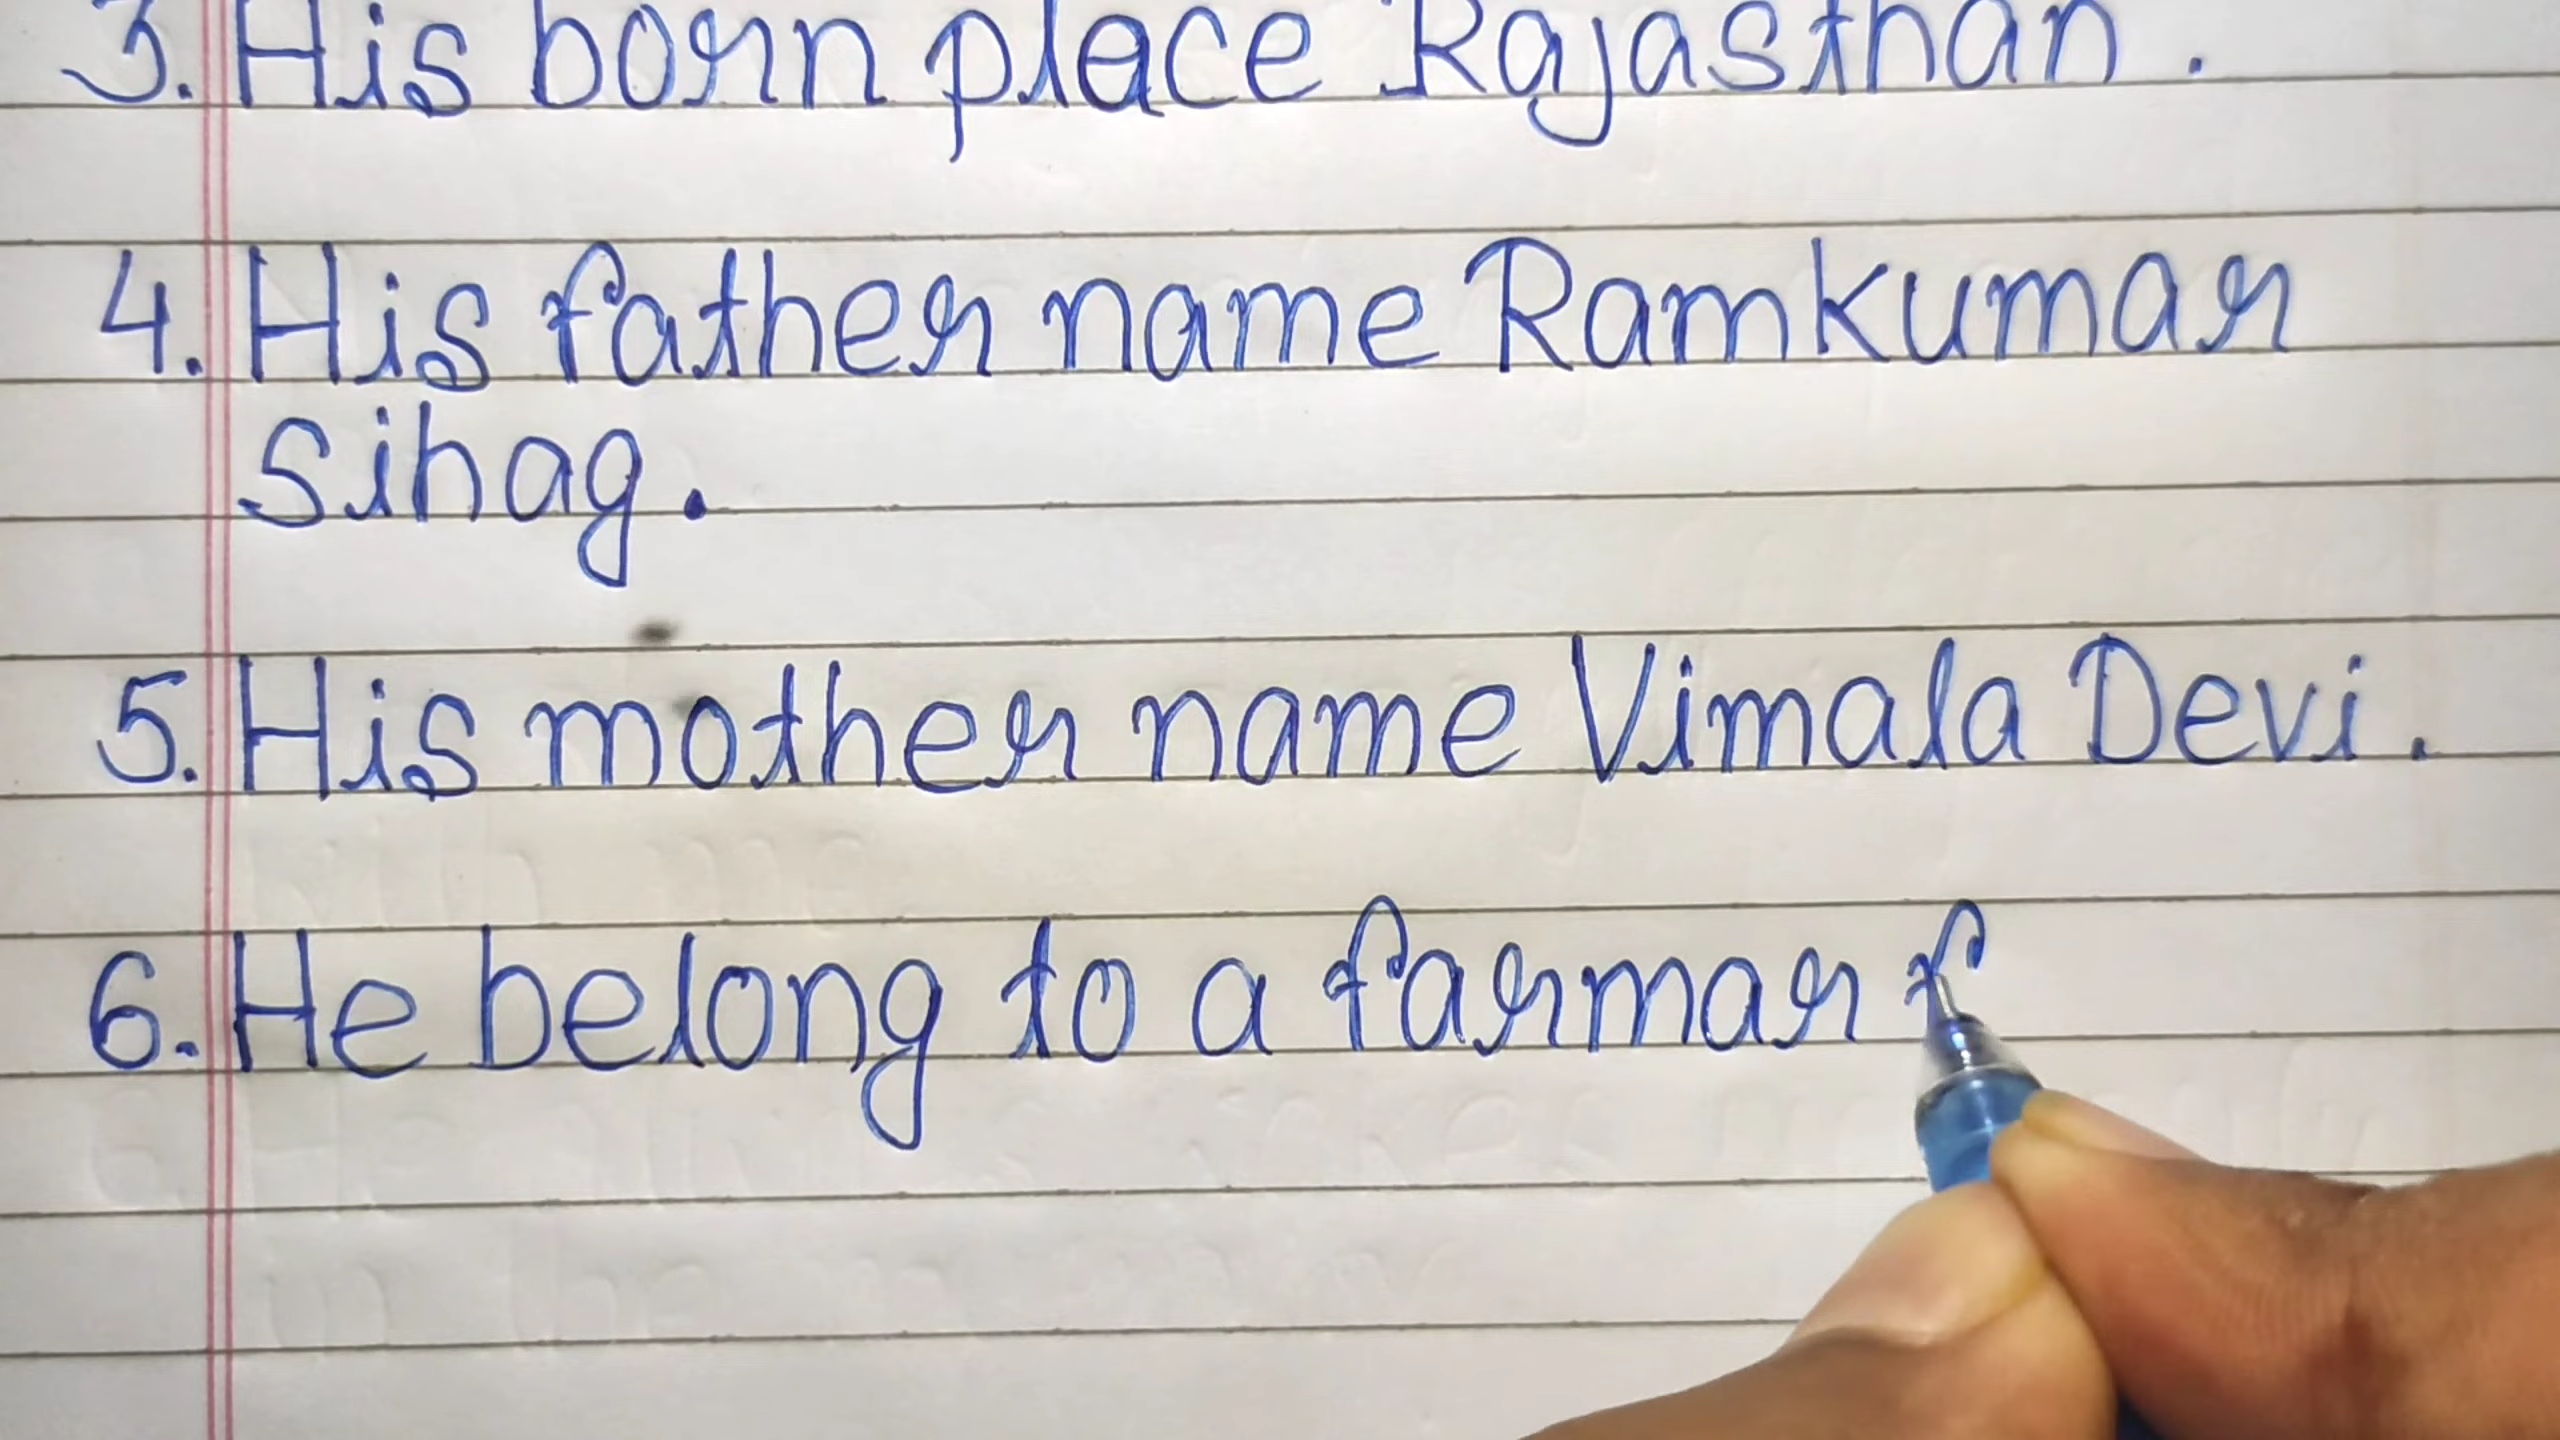 3. His born place Rajasthan.
4. His father name Ramkumar
Sihag.
5. His mother name Vimala Devi.
6. He belong to a farmar f